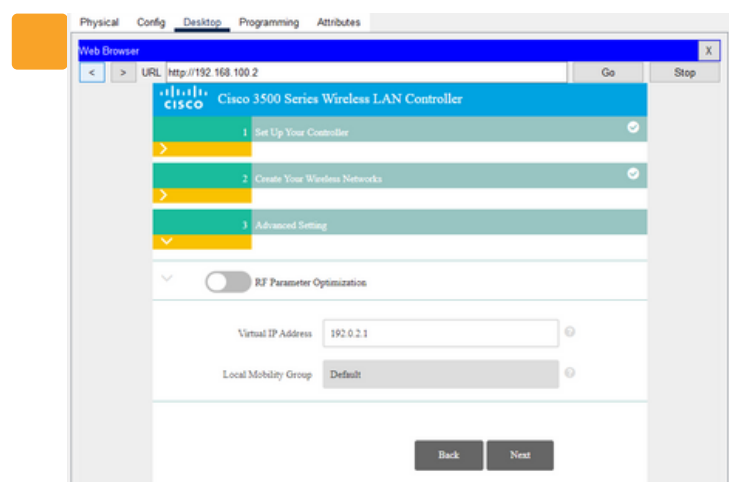 Physical Config Desktop Programming Attributes
Web Browser X
< > URL http://192.168.100.2 Go Stop
CISCO Cisco 3500 Series Wireless LAN Controller
1 Set Up Your Controller
2 Create Your Wireless Networks
3 Advanced Setting
RF Parameter Optimization
Virtual IP Address 192.0.2.1 ?
Local Mobility Group Default ?
Back Next